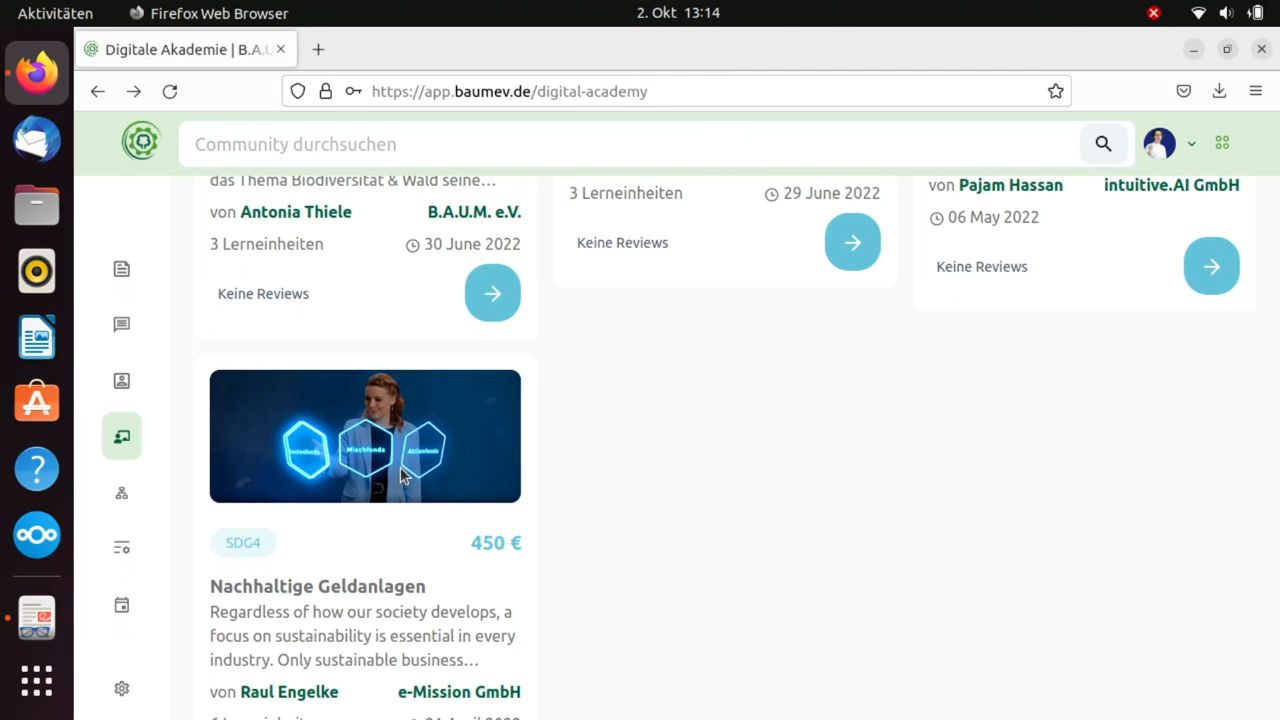 Aktivitäten
Firefox Web Browser
2. Okt 13:14
Digitale Akademie | B.A.U
https://app.baumev.de/digital-academy
Community durchsuchen
das Thema Biodiversität & Wald seine…
von Antonia Thiele B.A.U.M. e.V.
3 Lerneinheiten 30 June 2022
Keine Reviews
3 Lerneinheiten 29 June 2022
Keine Reviews
von Pajam Hassan intuitive.AI GmbH
06 May 2022
Keine Reviews
Mischfonds
Aktienfonds
SDG4 450 €
Nachhaltige Geldanlagen
Regardless of how our society develops, a
focus on sustainability is essential in every
industry. Only sustainable business…
von Raul Engelke e-Mission GmbH